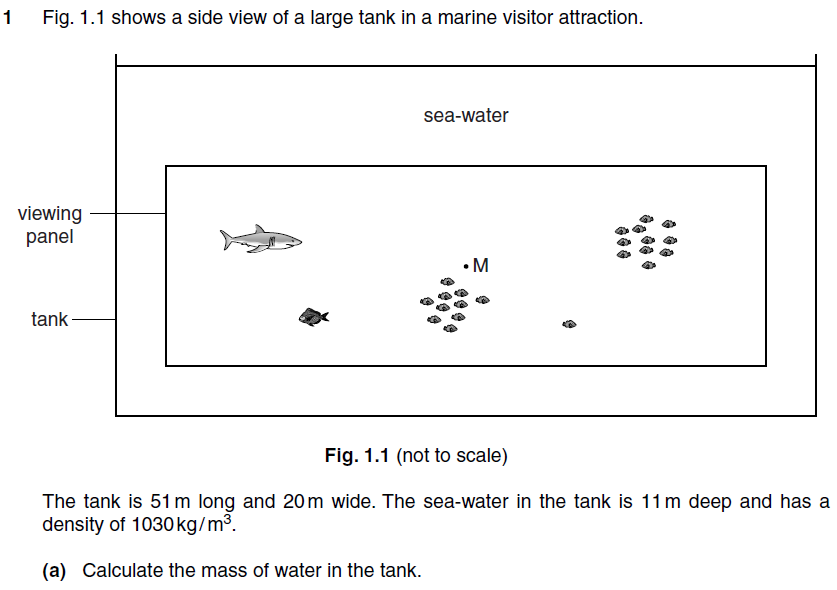 1 Fig. 1.1 shows a side view of a large tank in a marine visitor attraction.
sea-water
viewing
panel
M
tank
Fig. 1.1 (not to scale)
The tank is 51 m long and 20 m wide. The sea-water in the tank is 11 m deep and has a
density of 1030 kg/m³.
(a) Calculate the mass of water in the tank.